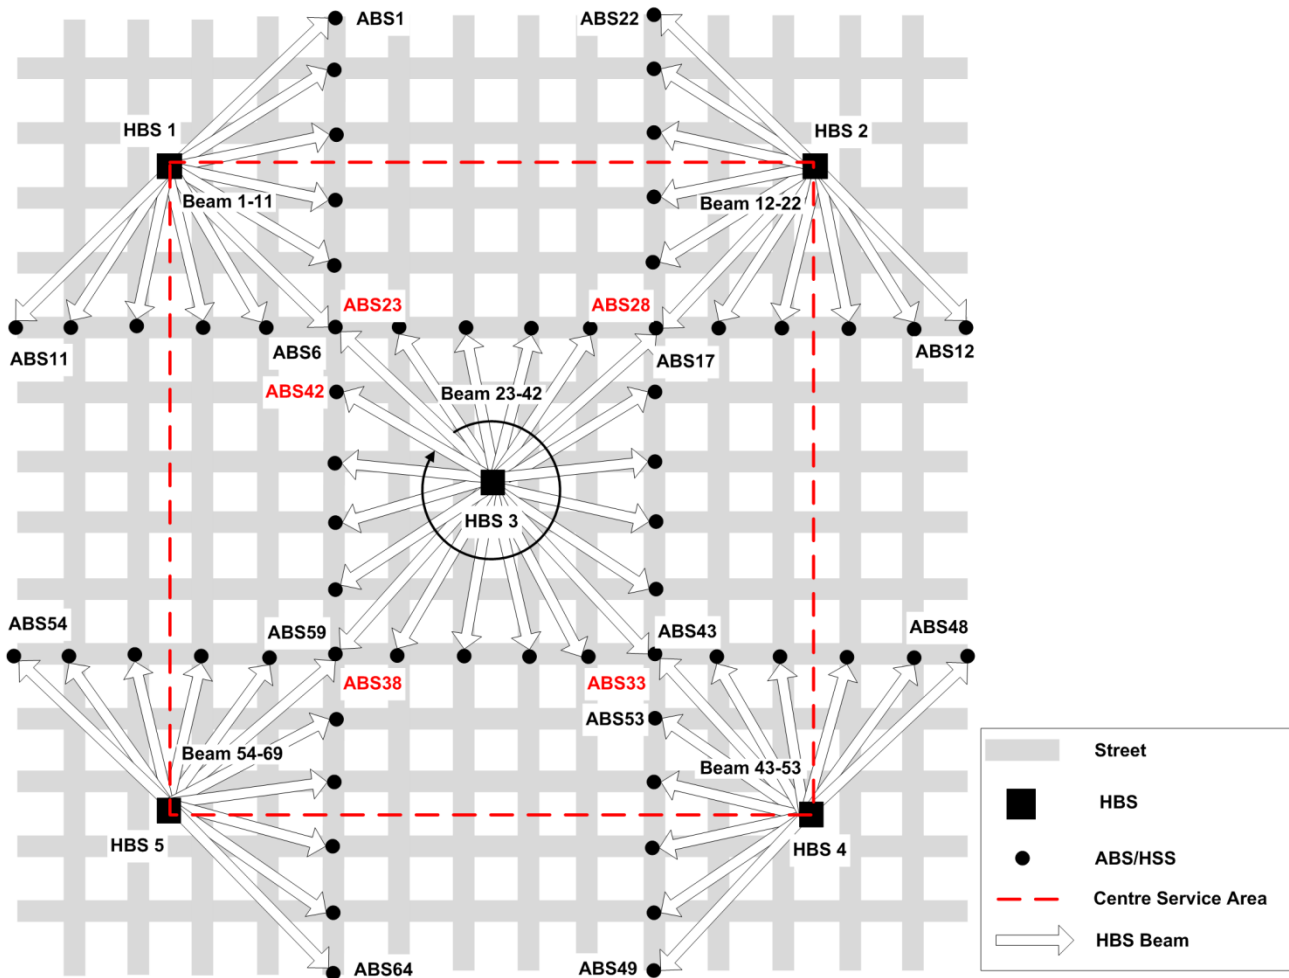 ABS1
ABS22
HBS 1
HBS 2
Beam 1-11
Beam 12-22
ABS23
ABS28
ABS11
ABS6
ABS17
ABS12
ABS42
Beam 23-42
HBS 3
ABS54
ABS59
ABS43
ABS48
ABS38
ABS33
ABS53
Beam 54-69
Beam 43-53
HBS 5
HBS 4
ABS64
ABS49
Street
HBS
ABS/HSS
Centre Service Area
HBS Beam